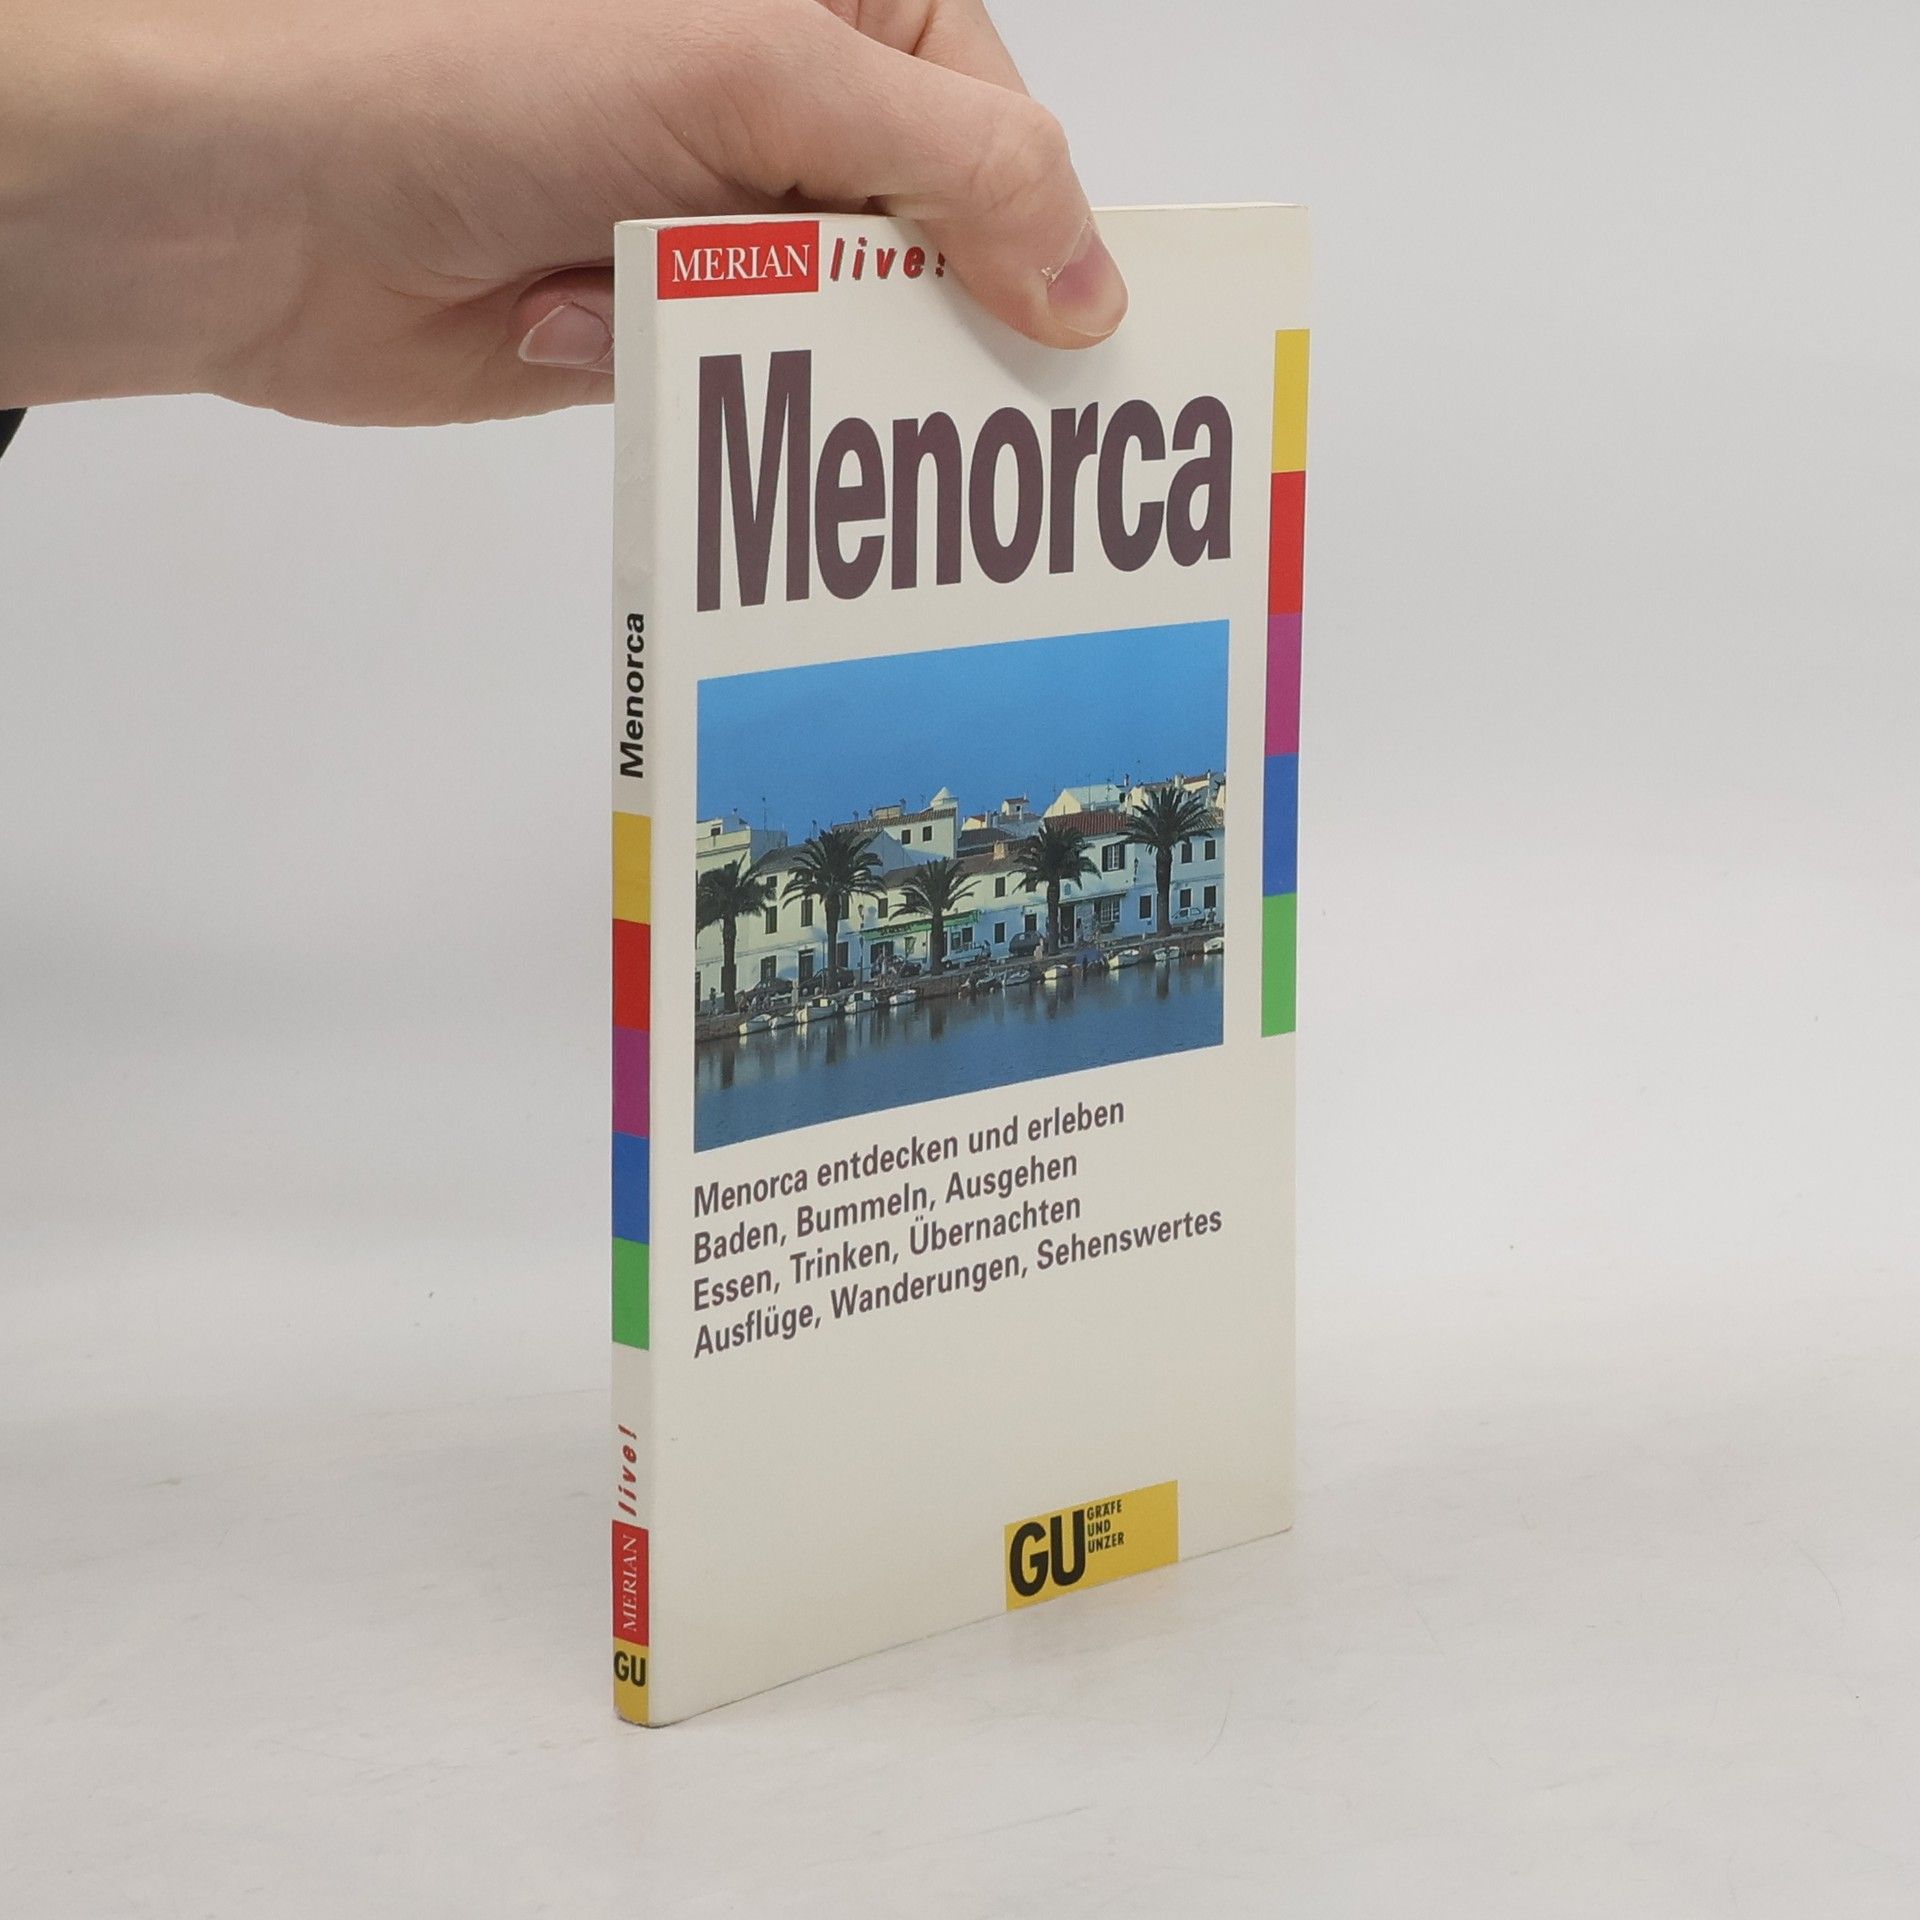 MERIAN live!
Menorca
Menorca entdecken und erleben
Baden, Bummeln, Ausgehen
Essen, Trinken, Übernachten
Ausflüge, Wanderungen, Sehenswertes
GU GRÄFE
UND
UNZER
Menorca
MERIAN live!
GU